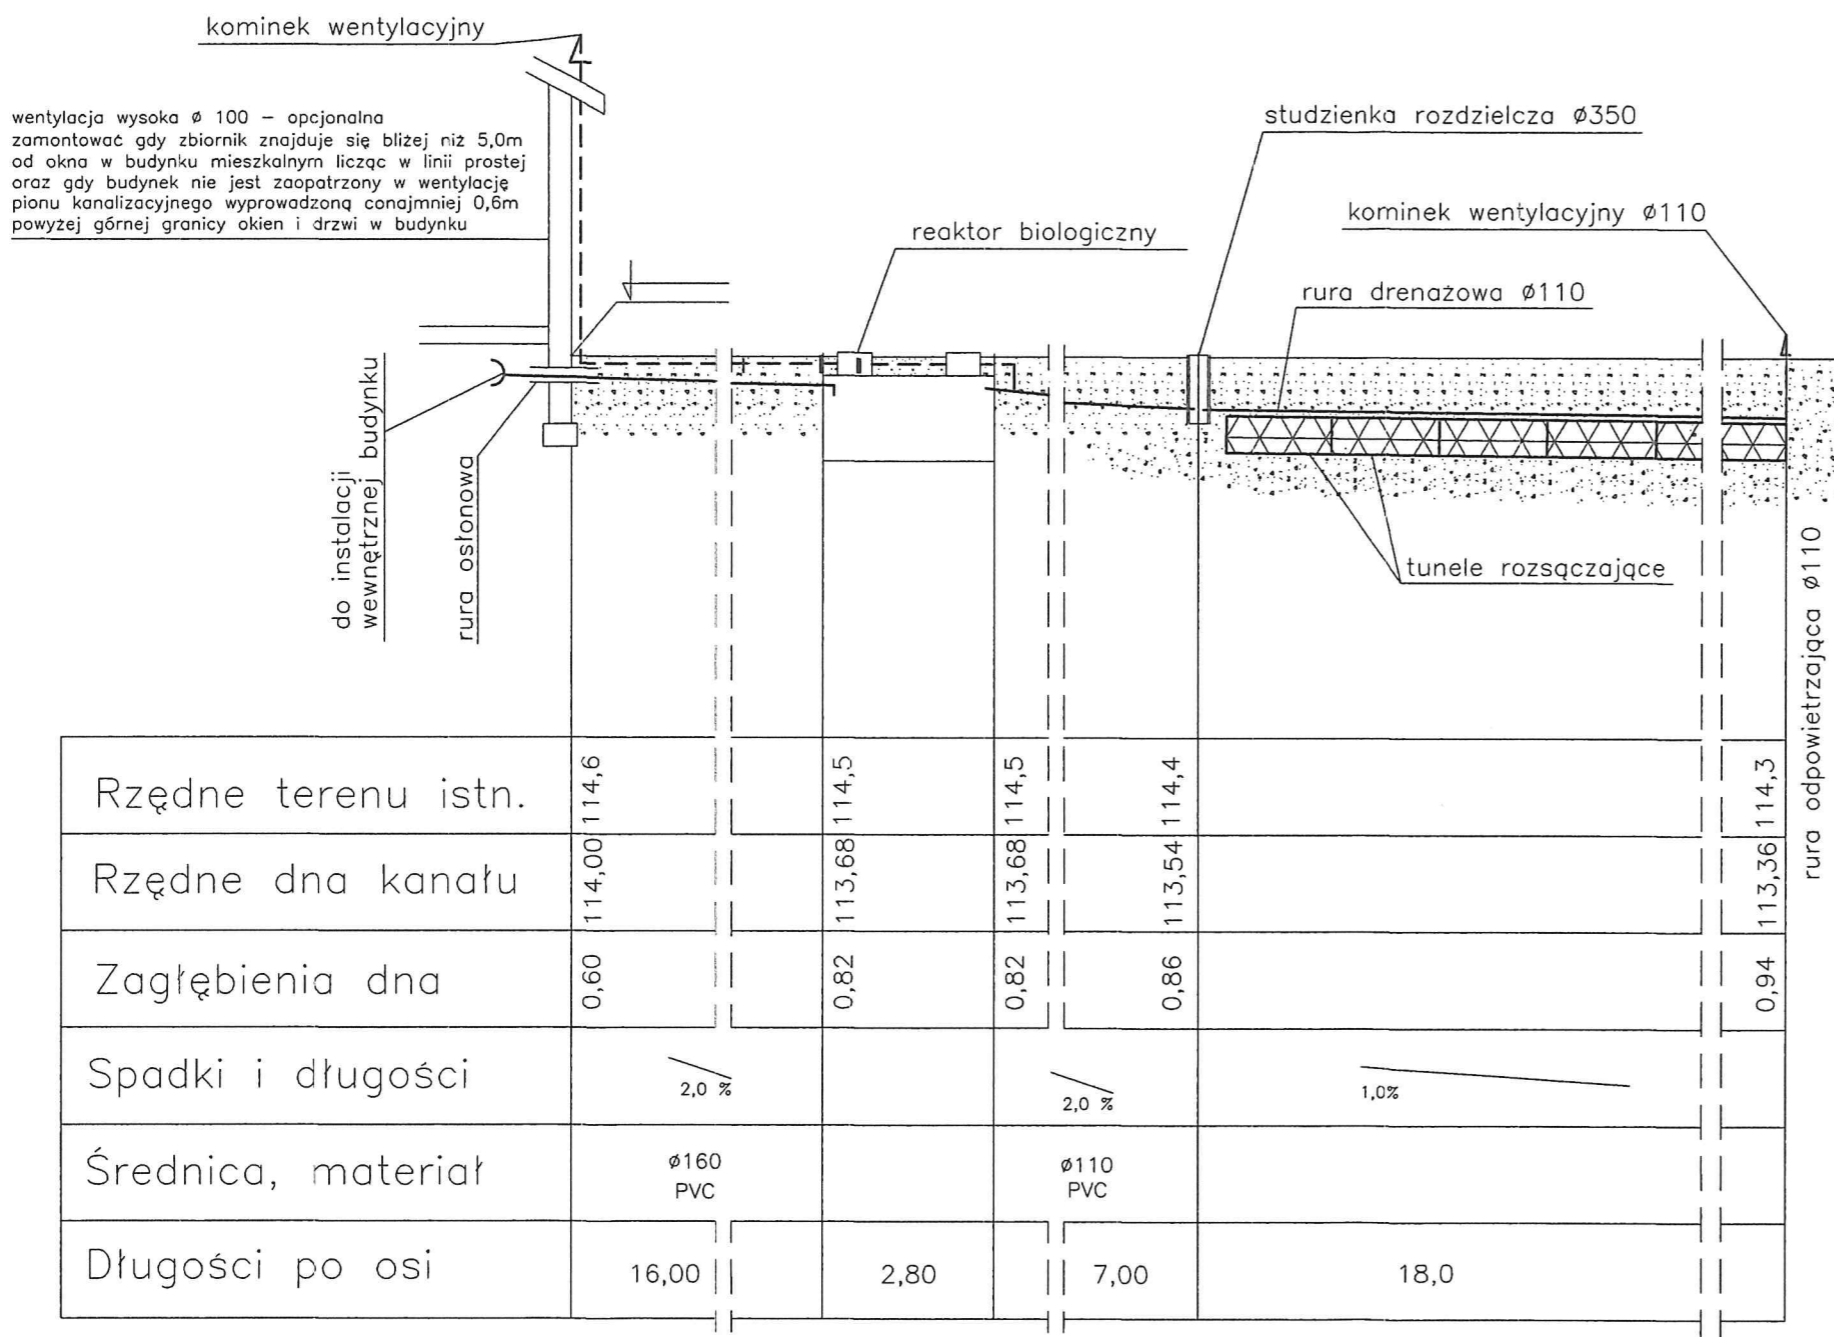 kominek wentylacyjny
wentylacja wysoka ø 100 – opcjonalna
zamontować gdy zbiornik znajduje się bliżej niż 5,0m
od okna w budynku mieszkalnym licząc w linii prostej
oraz gdy budynek nie jest zaopatrzony w wentylację
pionu kanalizacyjnego wyprowadzoną conajmniej 0,6m
powyżej górnej granicy okien i drzwi w budynku
studzienka rozdzielcza ø350
kominek wentylacyjny ø110
reaktor biologiczny
rura drenażowa ø110
do instalacji
wewnętrznej budynku
rura osłonowa
tunele rozsączające
rura odpowietrzająca ø110
Rzędne terenu istn. 114,6 114,5 114,5 114,4 114,3
Rzędne dna kanału 114,00 113,68 113,68 113,54 113,36
Zagłębienia dna 0,60 0,82 0,82 0,86 0,94
Spadki i długości 2,0 % 2,0 % 1,0%
Średnica, materiał ø160 PVC ø110 PVC
Długości po osi 16,00 2,80 7,00 18,0